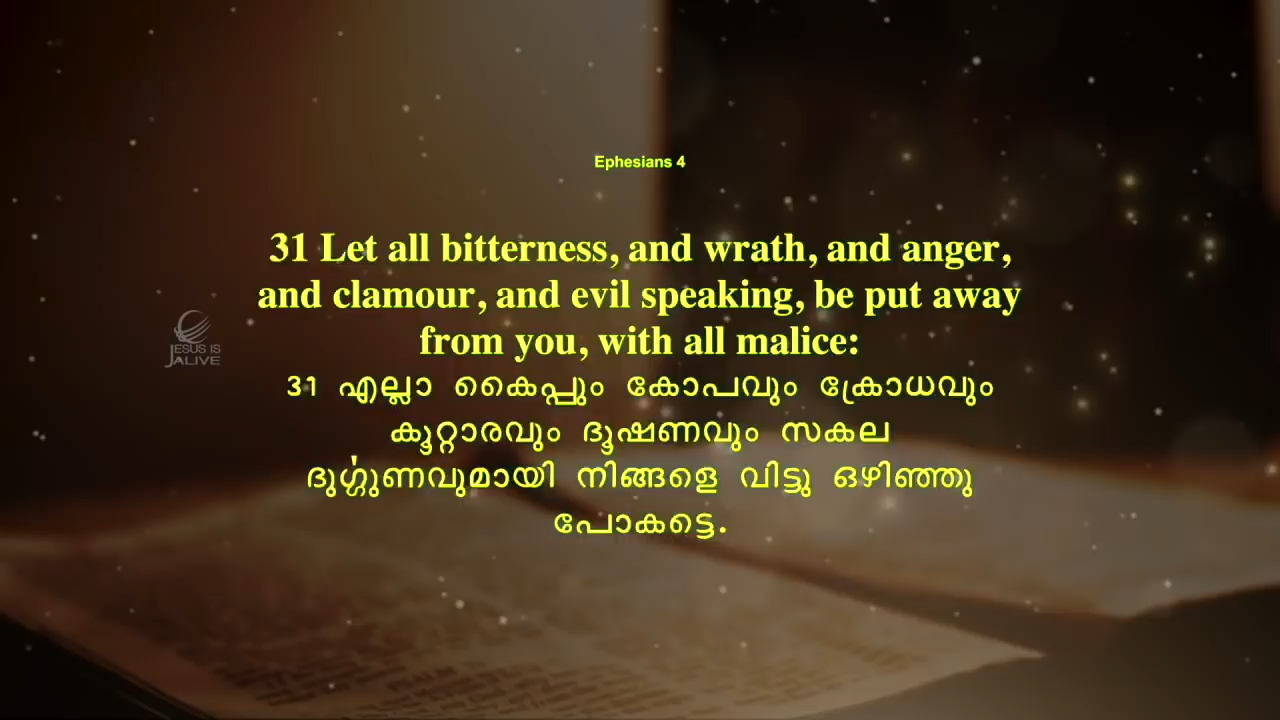 Ephesians 4
31 Let all bitterness, and wrath, and anger,
and clamour, and evil speaking, be put away
from you, with all malice:
31 എല്ലാ കൈപ്പും കോപവും ക്രോധവും
കൂറ്റാരവും ദൂഷണവും സകല
ദുൎഗ്ഗുണവുമായി നിങ്ങളെ വിട്ടു ഒഴിഞ്ഞു
പോകട്ടെ.
JESUS IS
ALIVE